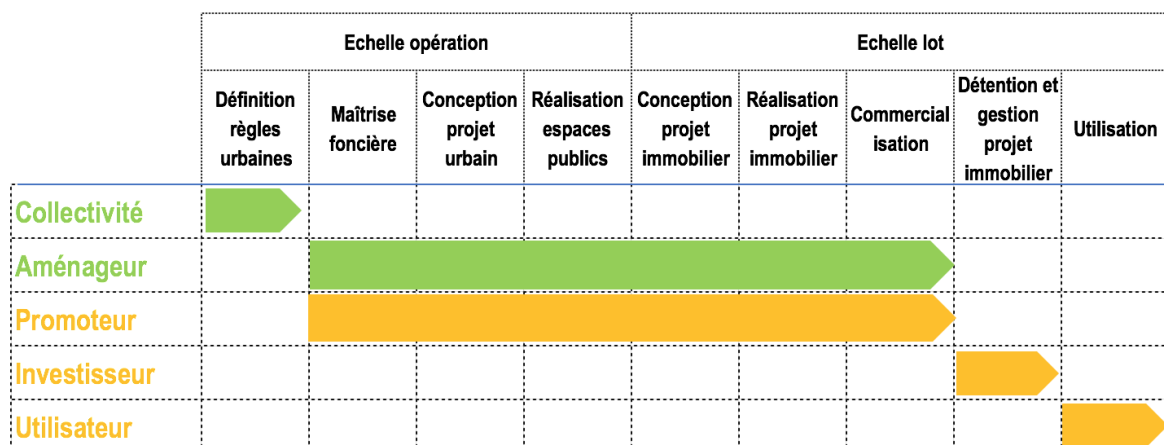 Echelle opération
Echelle lot
Définition
règles
urbaines
Maîtrise
foncière
Conception
projet
urbain
Réalisation
espaces
publics
Conception
projet
immobilier
Réalisation
projet
immobilier
Commercial
isation
Détention et
gestion
projet
immobilier
Utilisation
Collectivité
Aménageur
Promoteur
Investisseur
Utilisateur